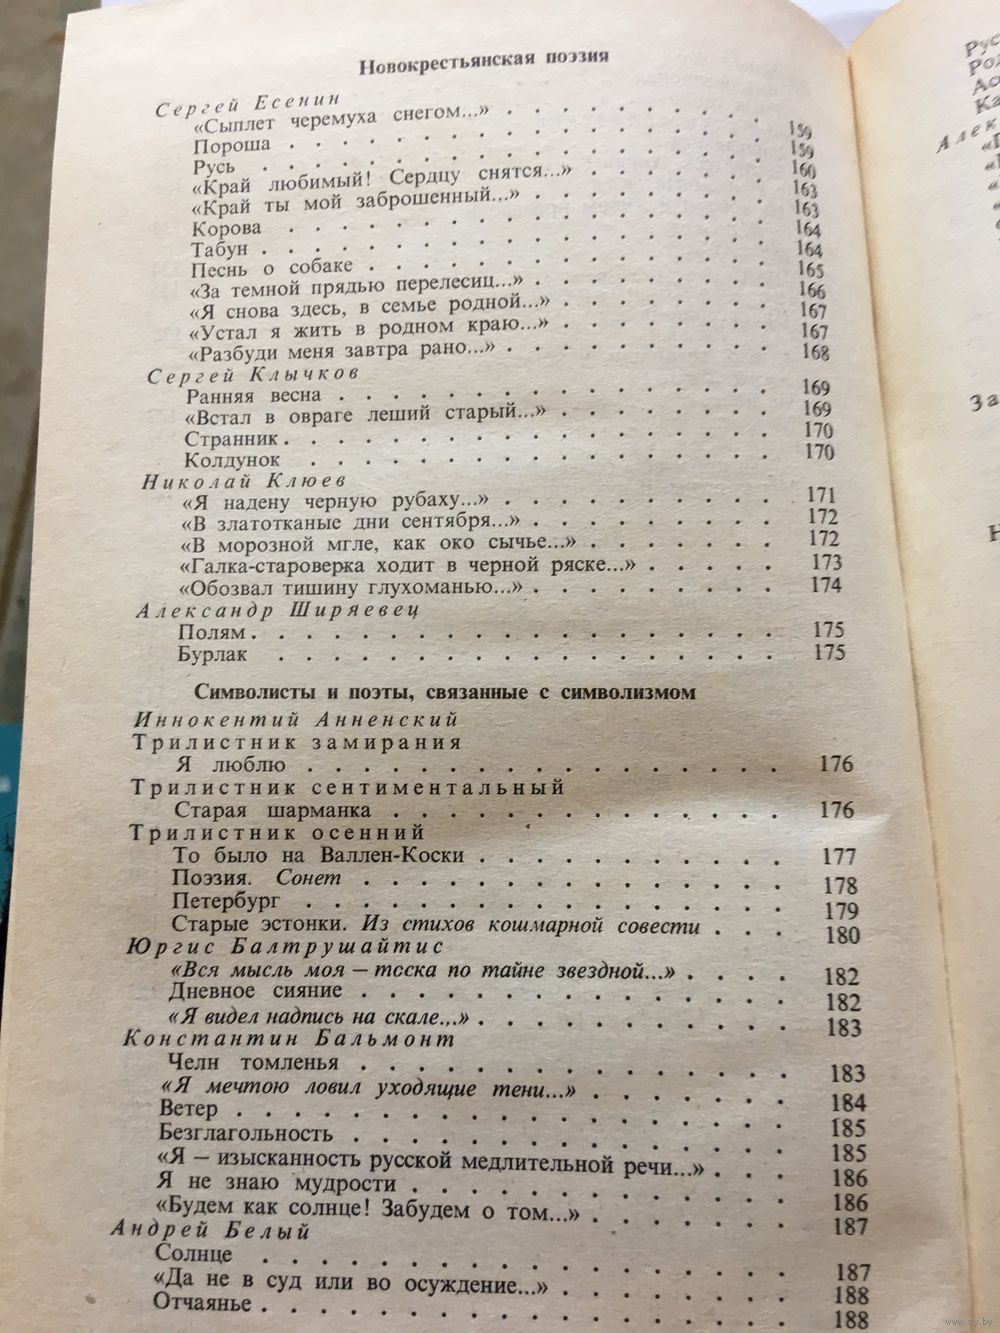 Новокрестьянская поэзия
Сергей Есенин
«Сыплет черемуха снегом...» . . . . . . . . . . 159
Пороша . . . . . . . . . . 159
Русь . . . . . . . . . . 160
«Край любимый! Сердцу снятся...» . . . . . . . 163
«Край ты мой заброшенный...» . . . . . . . . 163
Корова . . . . . . . . . . 164
Табун . . . . . . . . . . 164
Песнь о собаке . . . . . . . . . . 165
«За темной прядью перелесиц...» . . . . . . . . 166
«Я снова здесь, в семье родной...» . . . . . . . 167
«Устал я жить в родном краю...» . . . . . . . 167
«Разбуди меня завтра рано...» . . . . . . . . 168
Сергей Клычков
Ранняя весна . . . . . . . . . . 169
«Встал в овраге леший старый...» . . . . . . . 169
Странник . . . . . . . . . . 170
Колдунок . . . . . . . . . . 170
Николай Клюев
«Я надену черную рубаху...» . . . . . . . . . 171
«В златотканые дни сентября...» . . . . . . . . 172
«В морозной мгле, как око сычье...» . . . . . . 172
«Галка-староверка ходит в черной ряске...» . . . . 173
«Обозвал тишину глухоманью...» . . . . . . . . 174
Александр Ширяевец
Полям . . . . . . . . . . 175
Бурлак . . . . . . . . . . 175
Символисты и поэты, связанные с символизмом
Иннокентий Анненский
Трилистник замирания
Я люблю . . . . . . . . . . 176
Трилистник сентиментальный
Старая шарманка . . . . . . . . . . 176
Трилистник осенний
То было на Валлен-Коски . . . . . . . . . . 177
Поэзия. Сонет . . . . . . . . . . 178
Петербург . . . . . . . . . . 179
Старые эстонки. Из стихов кошмарной совести . . . 180
Юргис Балтрушайтис
«Вся мысль моя — тоска по тайне звездной...» . . . . 182
Дневное сияние . . . . . . . . . . 182
«Я видел надпись на скале...» . . . . . . . . . 183
Константин Бальмонт
Челн томленья . . . . . . . . . . 183
«Я мечтою ловил уходящие тени...» . . . . . . . 184
Ветер . . . . . . . . . . 185
Безглагольность . . . . . . . . . . 185
«Я — изысканность русской медлительной речи...» . . . 186
Я не знаю мудрости . . . . . . . . . . 186
«Будем как солнце! Забудем о том...» . . . . . . 187
Андрей Белый
Солнце . . . . . . . . . . 187
«Да не в суд или во осуждение...» . . . . . . . 188
Отчаянье . . . . . . . . . . 188
Рус
Род
Ас
Ка
Алек
За